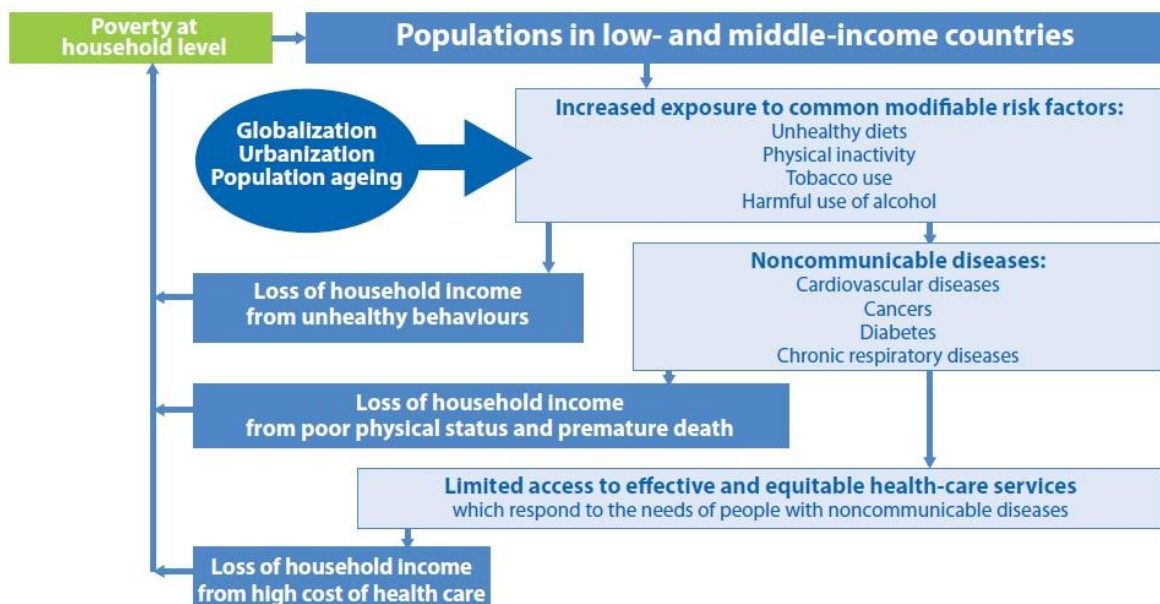 Poverty at
household level
Populations in low- and middle-income countries
Increased exposure to common modifiable risk factors:
Unhealthy diets
Physical inactivity
Tobacco use
Harmful use of alcohol
Globalization
Urbanization
Population ageing
Noncommunicable diseases:
Cardiovascular diseases
Cancers
Diabetes
Chronic respiratory diseases
Loss of household income
from unhealthy behaviours
Loss of household income
from poor physical status and premature death
Limited access to effective and equitable health-care services
which respond to the needs of people with noncommunicable diseases
Loss of household income
from high cost of health care